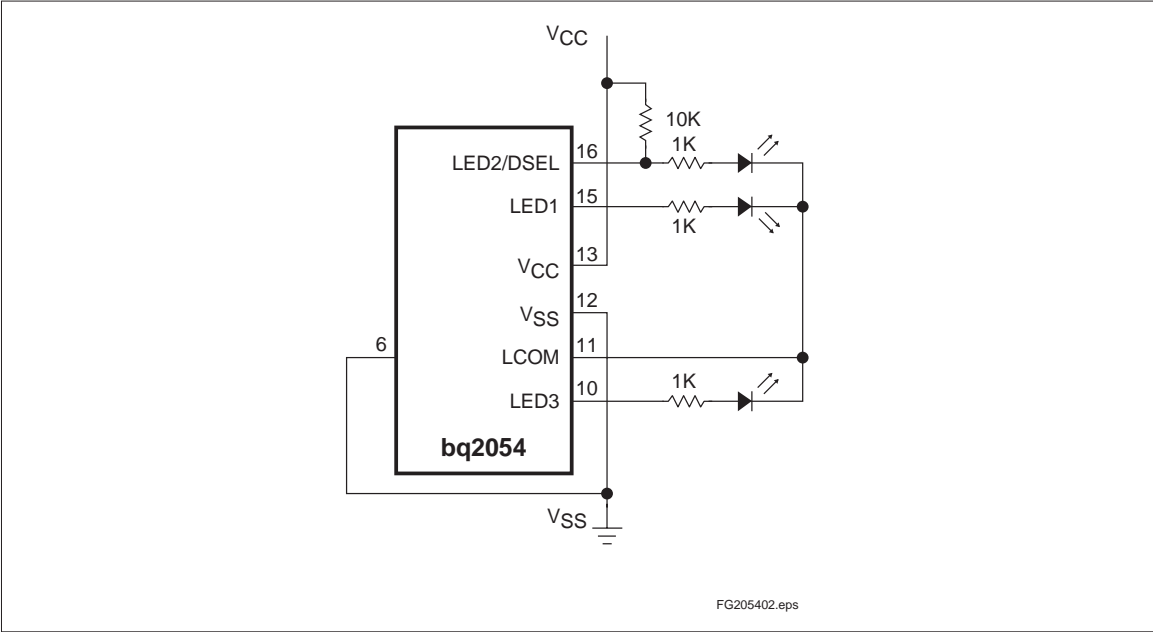 VCC
10K
1K
LED2/DSEL
16
LED1
15
1K
VCC
13
VSS
12
6
LCOM
11
LED3
10
1K
bq2054
VSS
FG205402.eps